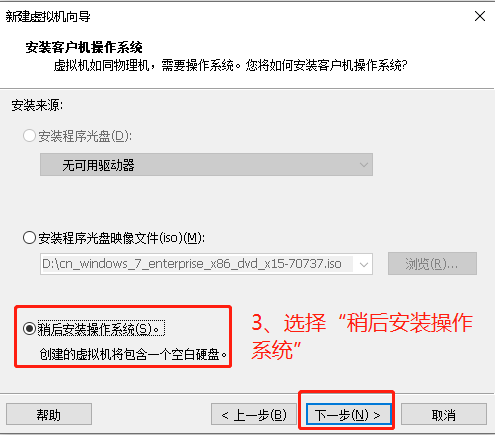 新建虚拟机向导
安装客户机操作系统
虚拟机如同物理机，需要操作系统。您将如何安装客户机操作系统?
安装来源:
安装程序光盘(D):
无可用驱动器
安装程序光盘映像文件(iso)(M):
D:\cn_windows_7_enterprise_x86_dvd_x15-70737.iso
浏览(R)...
稍后安装操作系统(S)。
创建的虚拟机将包含一个空白硬盘。
3、选择“稍后安装操作
系统”
帮助
< 上一步(B)
下一步(N) >
取消